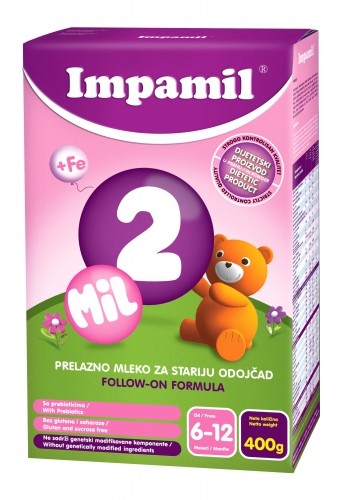 Impamil®
+Fe
STROGO KONTROLISAN KVALITET
DIJETETSKI
PROIZVOD
DIETETIC
PRODUCT
STRICTLY CONTROLLED QUALITY
2
Mil
PRELAZNO MLEKO ZA STARIJU ODOJČAD
FOLLOW-ON FORMULA
Sa prebioticima /
With Prebiotics
Bez glutena i saharoze /
Gluten and sucrose free
Ne sadrži genetski modifikovane komponente /
Without genetically modified ingredients
Od / From
6-12
Meseci / Months
Neto količina
Netto weight
400g